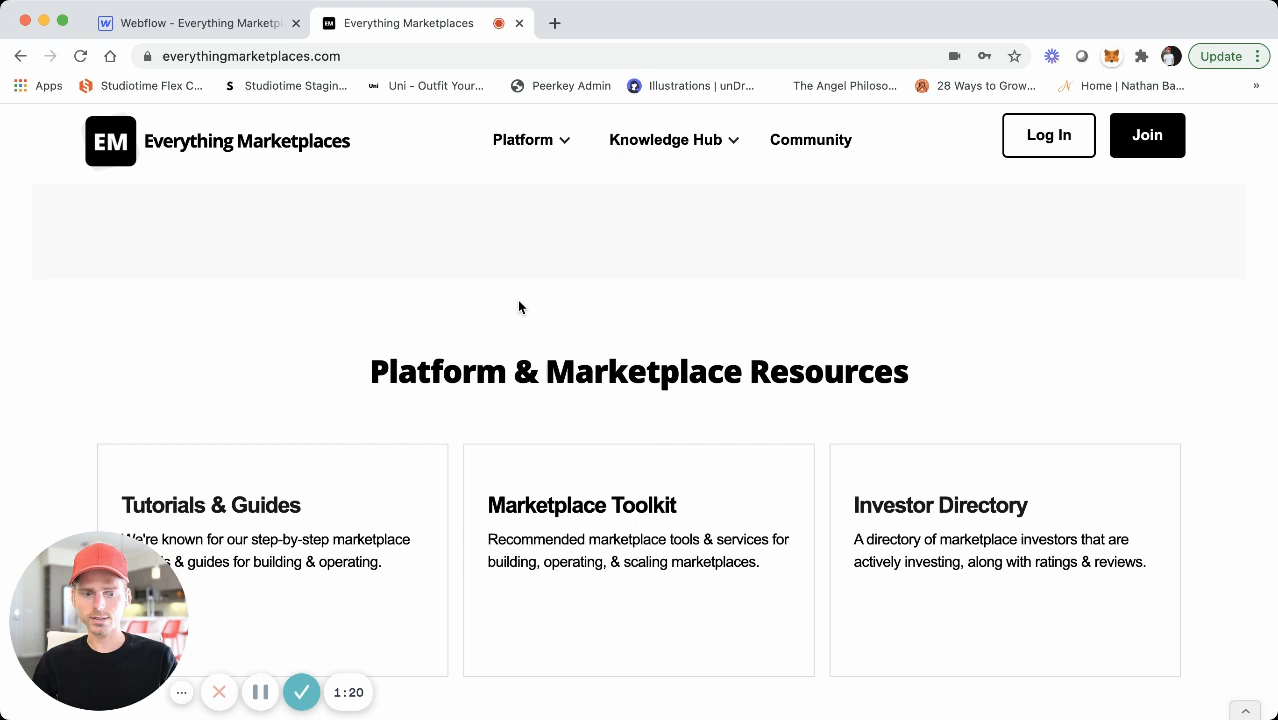 Webflow - Everything Marketpl
Everything Marketplaces
everythingmarketplaces.com
Update
Apps
Studiotime Flex C...
Studiotime Stagin...
Uni - Outfit Your...
Peerkey Admin
Illustrations | unDr...
The Angel Philoso...
28 Ways to Grow...
Home | Nathan Ba...
EM Everything Marketplaces
Platform
Knowledge Hub
Community
Log In
Join
Platform & Marketplace Resources
Tutorials & Guides
We're known for our step-by-step marketplace
& guides for building & operating.
Marketplace Toolkit
Recommended marketplace tools & services for
building, operating, & scaling marketplaces.
Investor Directory
A directory of marketplace investors that are
actively investing, along with ratings & reviews.
1:20